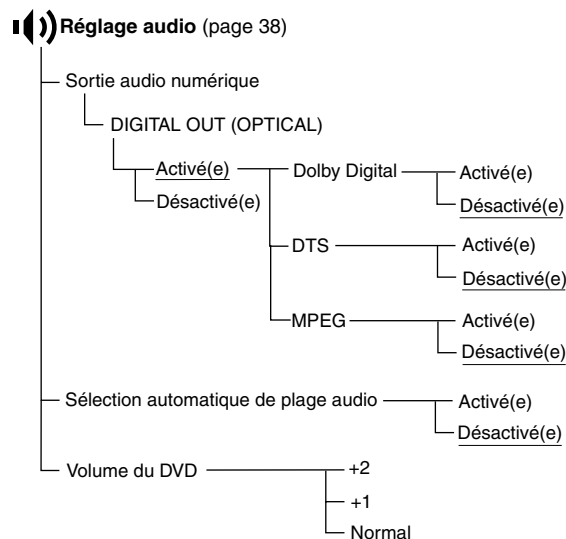 Réglage audio (page 38)
Sortie audio numérique
DIGITAL OUT (OPTICAL)
Activé(e)
Désactivé(e)
Dolby Digital
Activé(e)
Désactivé(e)
DTS
Activé(e)
Désactivé(e)
MPEG
Activé(e)
Désactivé(e)
Sélection automatique de plage audio
Activé(e)
Désactivé(e)
Volume du DVD
+2
+1
Normal